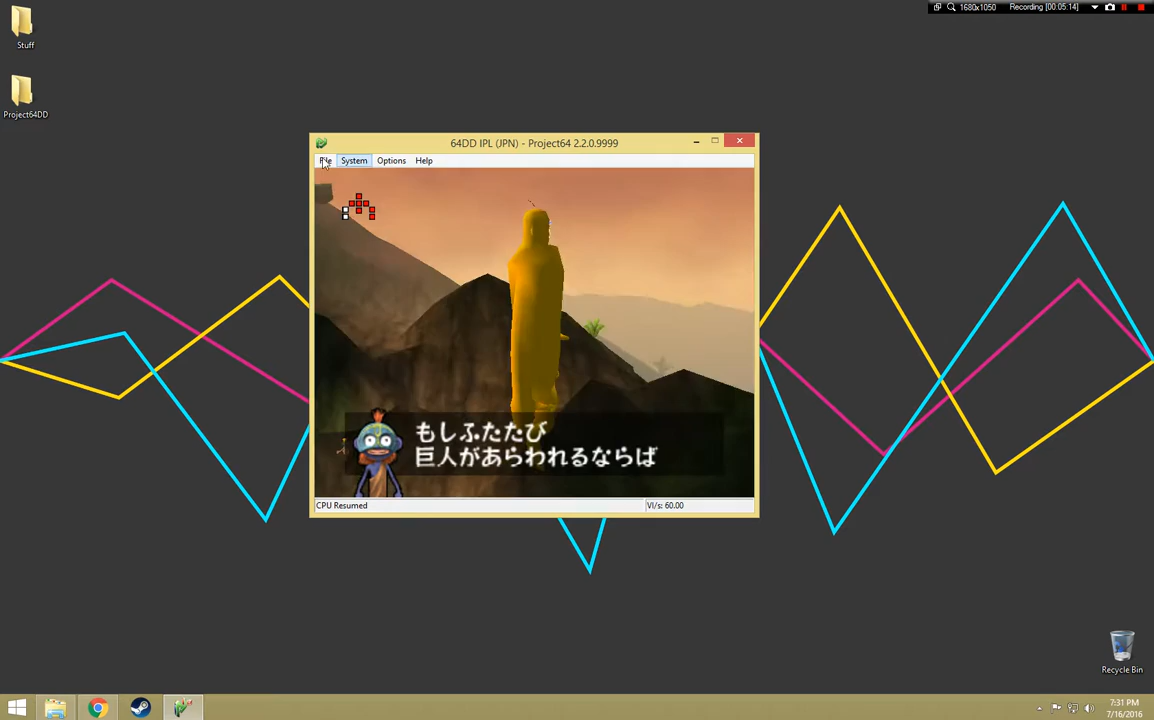 1680x1050
Recording [00:05:14]
Stuff
Project64DD
64DD IPL (JPN) - Project64 2.2.0.9999
File System Options Help
もしふたたび
巨人があらわれるならば
CPU Resumed
VI/s: 60.00
Recycle Bin
7:31 PM
7/16/2016